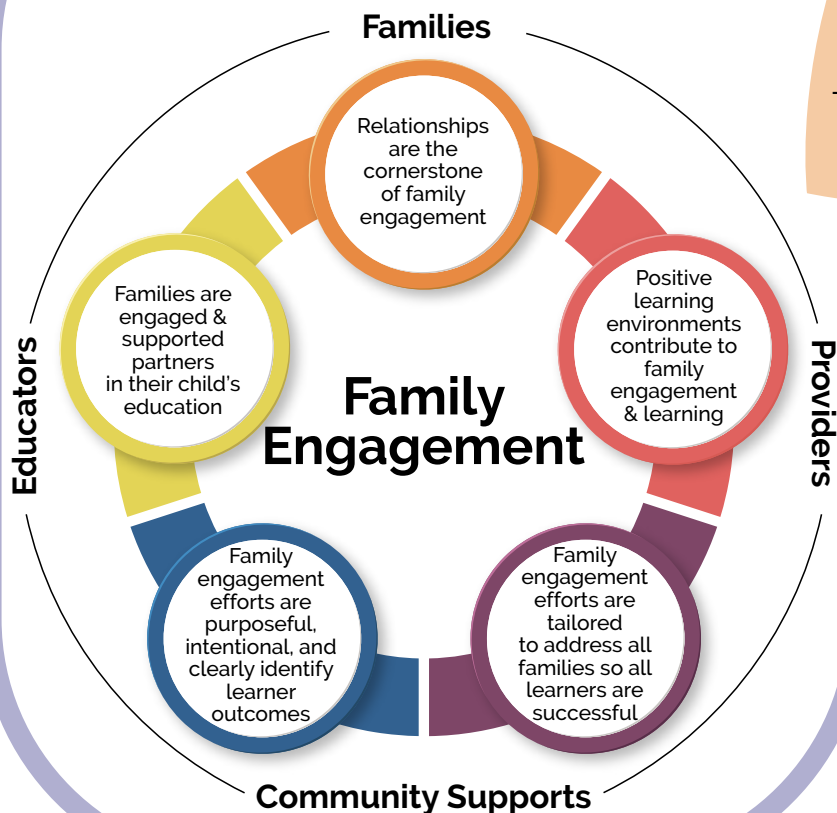 Families
Relationships
are the
cornerstone
of family
engagement
Families are
engaged &
supported
partners
in their child's
education
Positive
learning
environments
contribute to
family
engagement
& learning
Educators
Family
Engagement
Providers
Family
engagement
efforts are
purposeful,
intentional, and
clearly identify
learner
outcomes
Family
engagement
efforts are
tailored
to address all
families so all
learners are
successful
Community Supports